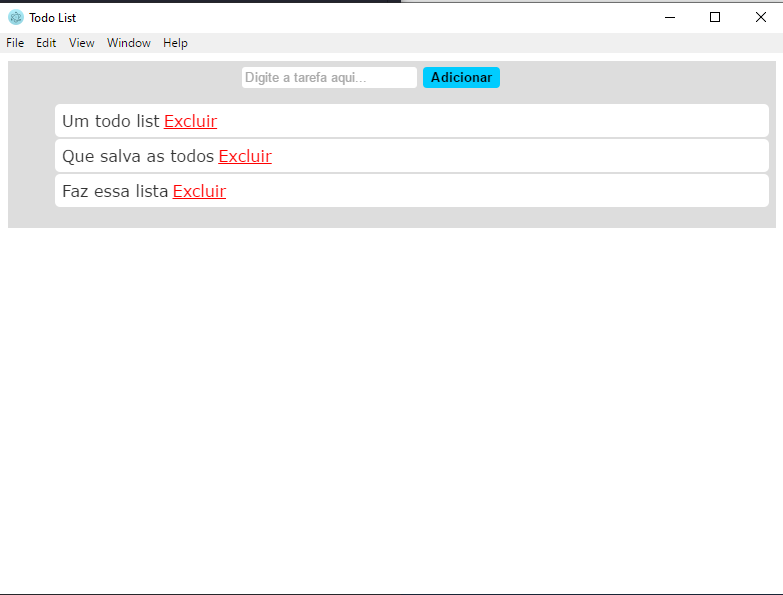 Todo List
File Edit View Window Help
Digite a tarefa aqui... Adicionar
Um todo list Excluir
Que salva as todos Excluir
Faz essa lista Excluir